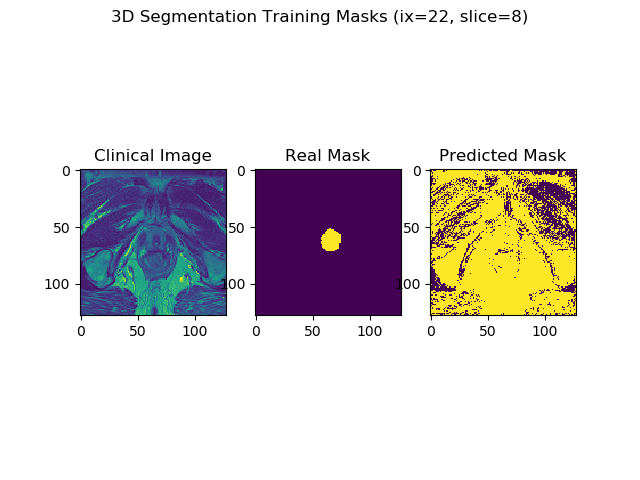 3D Segmentation Training Masks (ix=22, slice=8)
Clinical Image Real Mask Predicted Mask
0 0 0
50 50 50
100 100 100
0 50 100 0 50 100 0 50 100